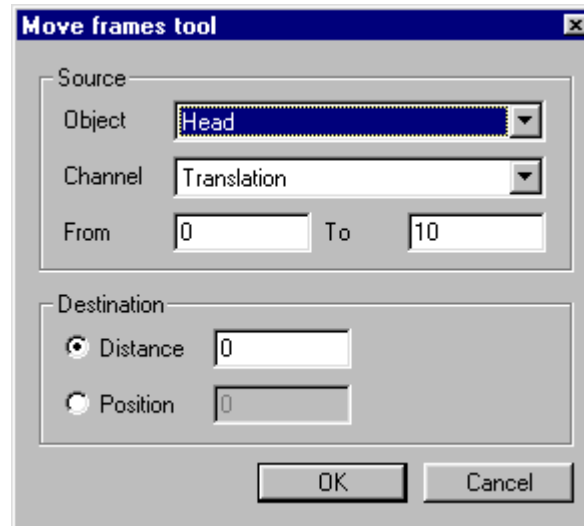 Move frames tool
Source
Object Head
Channel Translation
From 0 To 10
Destination
Distance 0
Position 0
OK Cancel